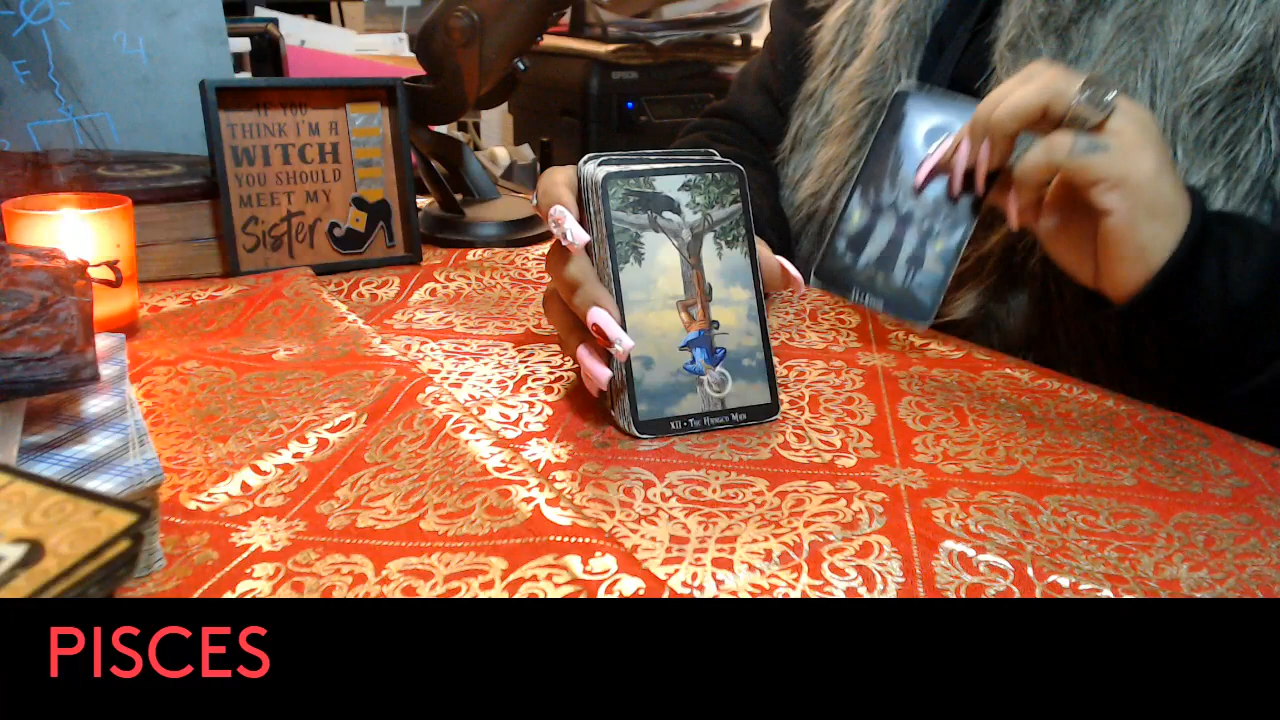 IF YOU
THINK I'M A
WITCH
YOU SHOULD
MEET MY
Sister
EPSON
XII • The Hanged Man
PISCES